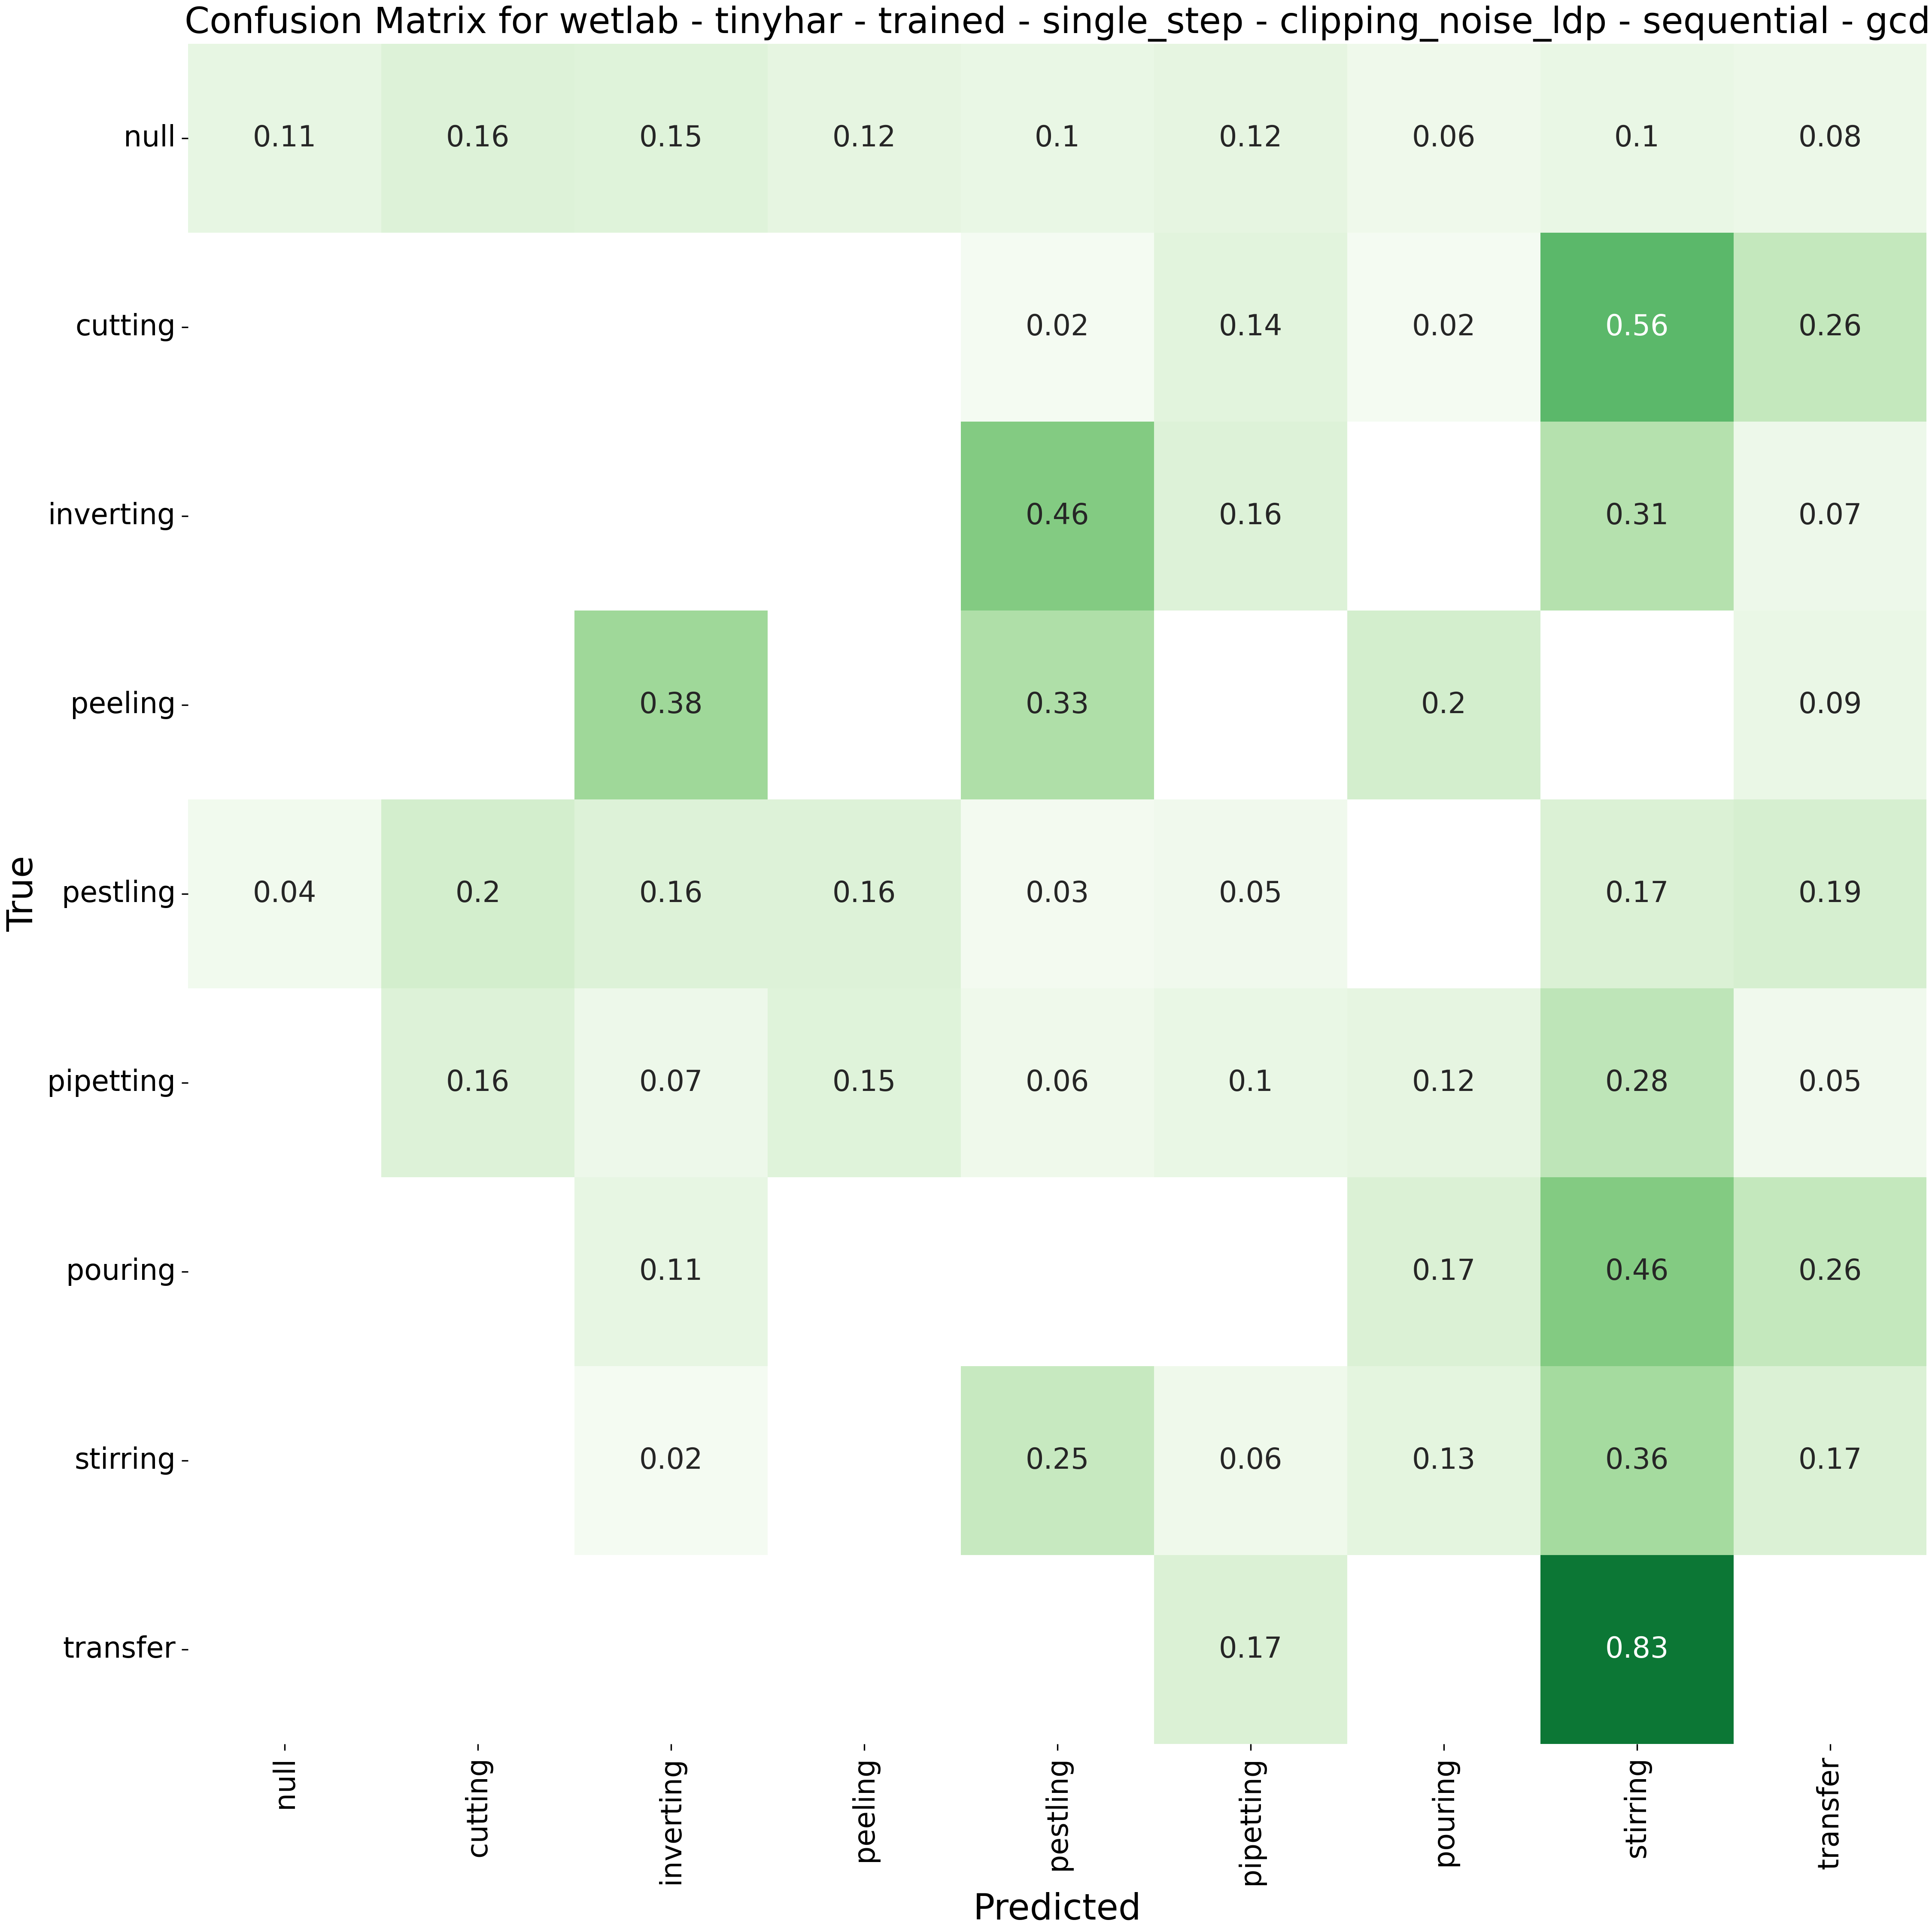 Confusion Matrix for wetlab - tinyhar - trained - single_step - clipping_noise_ldp - sequential - gcd
null 0.11 0.16 0.15 0.12 0.1 0.12 0.06 0.1 0.08
cutting 0.02 0.14 0.02 0.56 0.26
inverting 0.46 0.16 0.31 0.07
peeling 0.38 0.33 0.2 0.09
pestling 0.04 0.2 0.16 0.16 0.03 0.05 0.17 0.19
pipetting 0.16 0.07 0.15 0.06 0.1 0.12 0.28 0.05
pouring 0.11 0.17 0.46 0.26
stirring 0.02 0.25 0.06 0.13 0.36 0.17
transfer 0.17 0.83
True
null cutting inverting peeling pestling pipetting pouring stirring transfer
Predicted